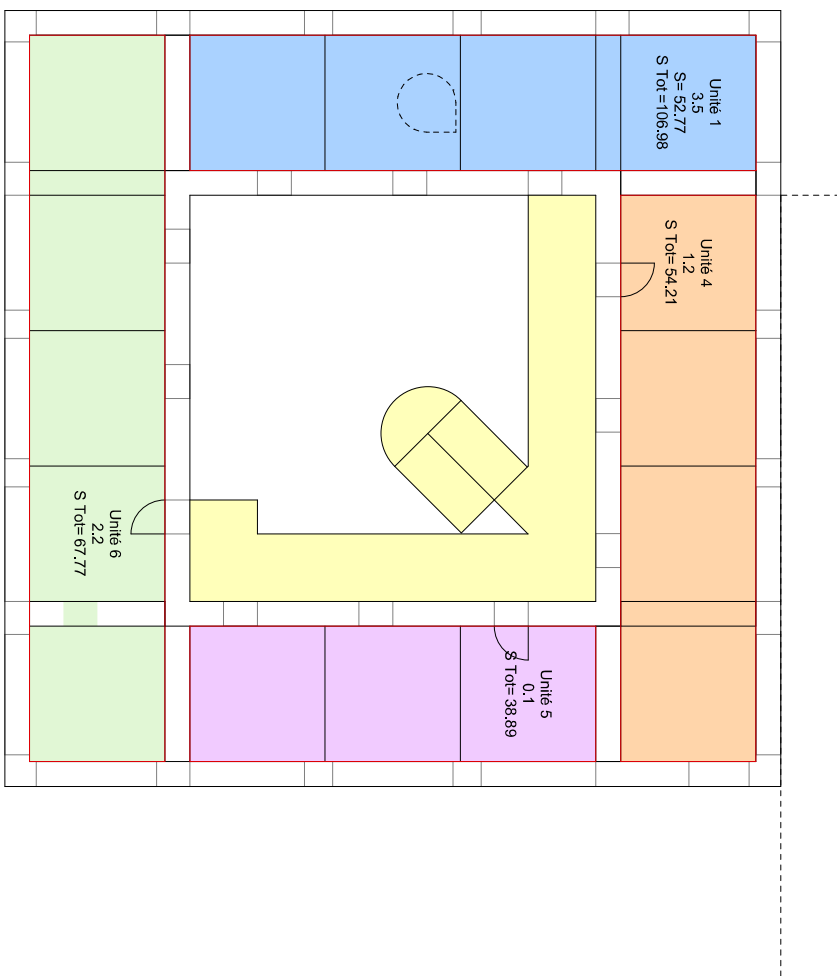 Unité 1
3.5
S= 52.77
S Tot =106.98
Unité 4
1.2
S Tot= 54.21
Unité 6
2.2
S Tot= 67.77
Unité 5
0.1
S Tot= 38.89